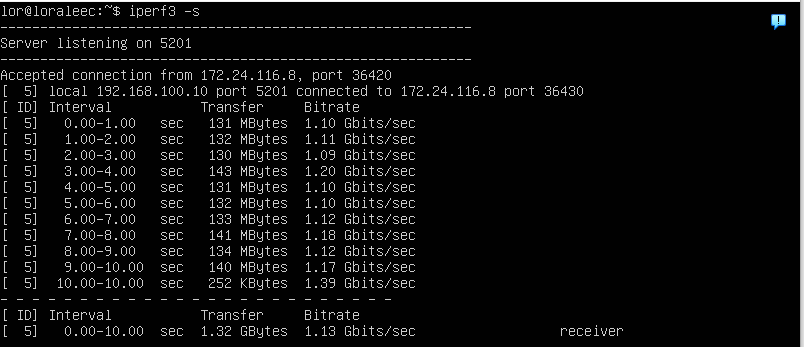 lor@loraleec:~$ iperf3 -s
-----------------------------------------------------------
Server listening on 5201
-----------------------------------------------------------
Accepted connection from 172.24.116.8, port 36420
[  5] local 192.168.100.10 port 5201 connected to 172.24.116.8 port 36430
[ ID] Interval           Transfer     Bitrate
[  5]   0.00-1.00   sec   131 MBytes  1.10 Gbits/sec
[  5]   1.00-2.00   sec   132 MBytes  1.11 Gbits/sec
[  5]   2.00-3.00   sec   130 MBytes  1.09 Gbits/sec
[  5]   3.00-4.00   sec   143 MBytes  1.20 Gbits/sec
[  5]   4.00-5.00   sec   131 MBytes  1.10 Gbits/sec
[  5]   5.00-6.00   sec   132 MBytes  1.10 Gbits/sec
[  5]   6.00-7.00   sec   133 MBytes  1.12 Gbits/sec
[  5]   7.00-8.00   sec   141 MBytes  1.18 Gbits/sec
[  5]   8.00-9.00   sec   134 MBytes  1.12 Gbits/sec
[  5]   9.00-10.00  sec   140 MBytes  1.17 Gbits/sec
[  5]  10.00-10.00  sec   252 KBytes  1.39 Gbits/sec
- - - - - - - - - - - - - - - - - - - - - - - - -
[ ID] Interval           Transfer     Bitrate
[  5]   0.00-10.00  sec  1.32 GBytes  1.13 Gbits/sec                  receiver